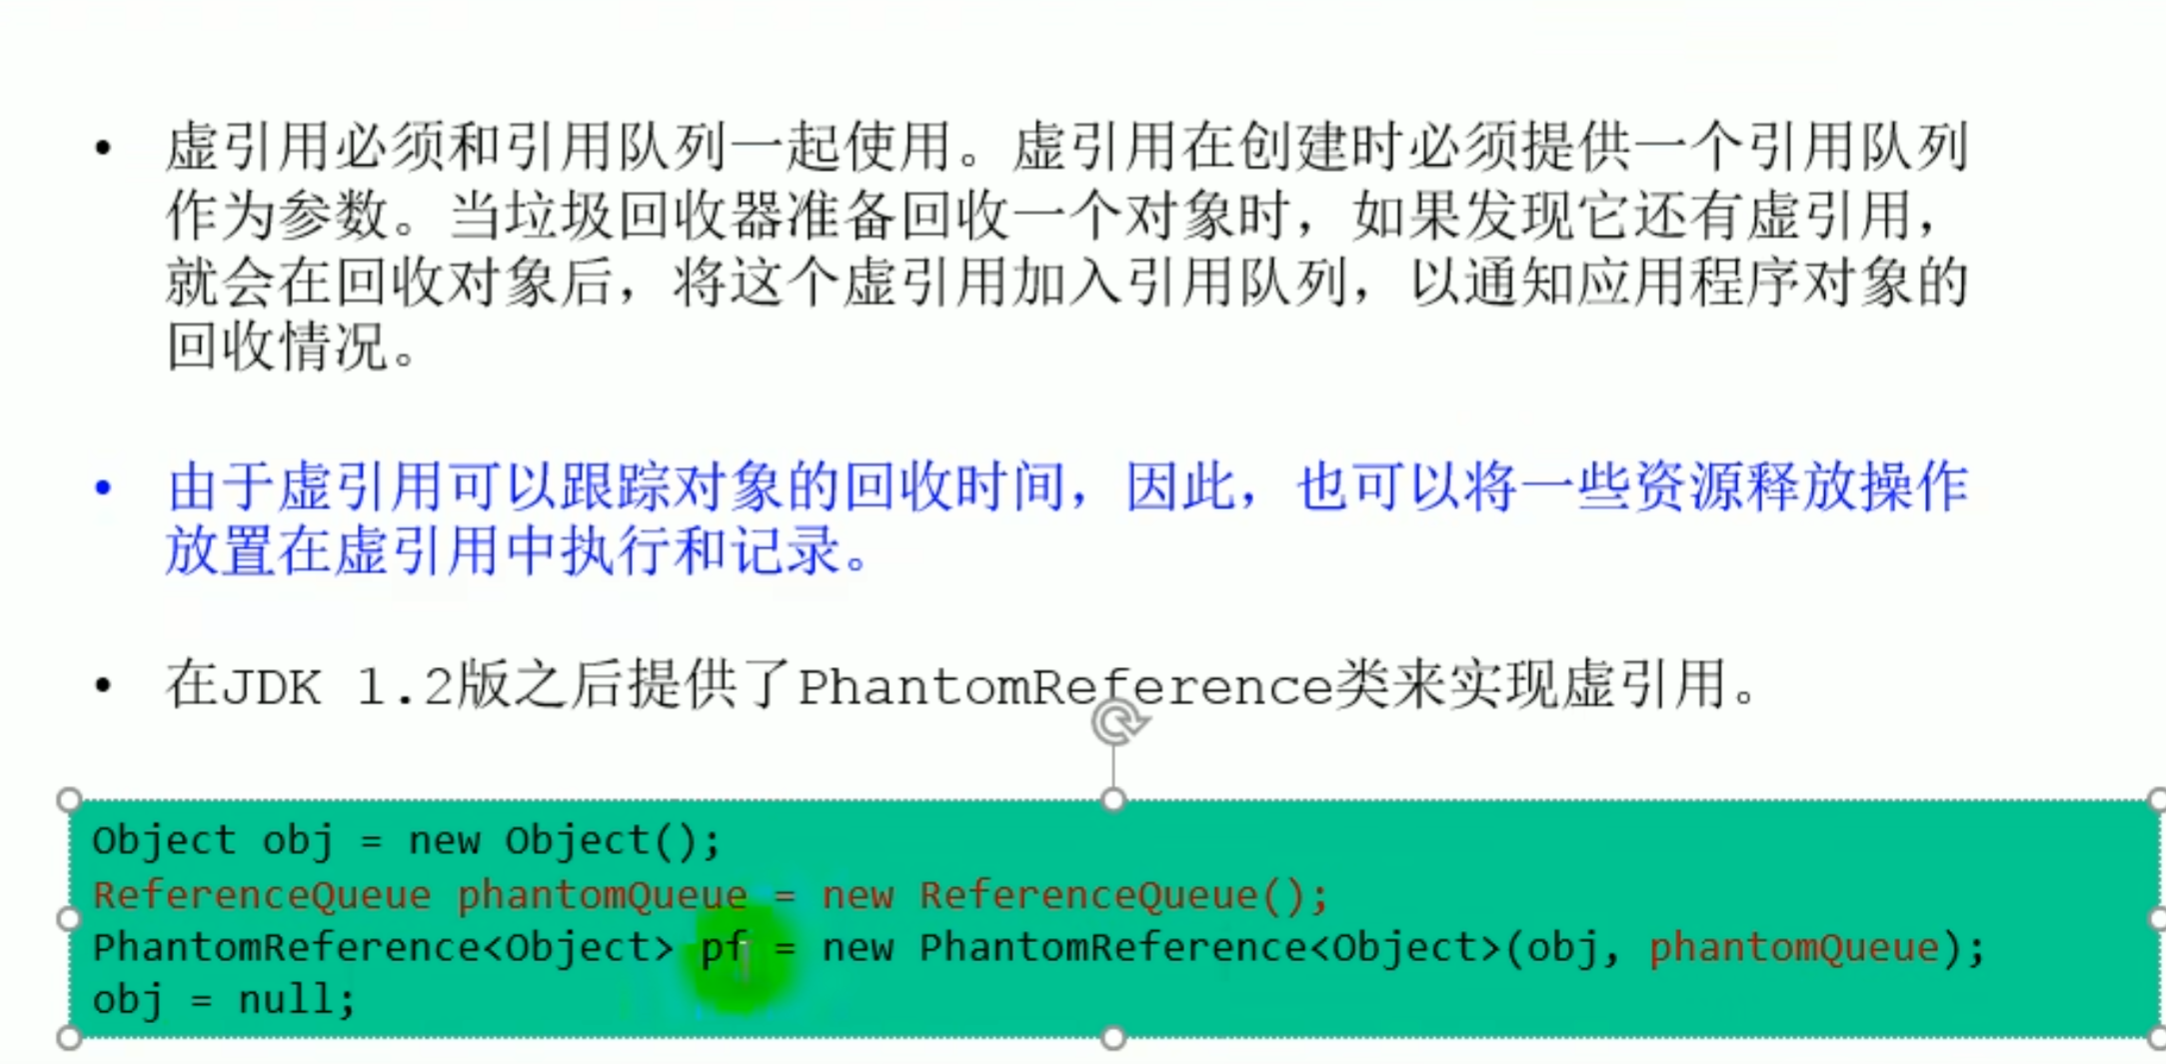 • 虚引用必须和引用队列一起使用。虚引用在创建时必须提供一个引用队列
作为参数。当垃圾回收器准备回收一个对象时，如果发现它还有虚引用，
就会在回收对象后，将这个虚引用加入引用队列，以通知应用程序对象的
回收情况。
• 由于虚引用可以跟踪对象的回收时间，因此，也可以将一些资源释放操作
放置在虚引用中执行和记录。
• 在JDK 1.2版之后提供了PhantomReference类来实现虚引用。
Object obj = new Object();
ReferenceQueue phantomQueue = new ReferenceQueue();
PhantomReference<Object> pf = new PhantomReference<Object>(obj, phantomQueue);
obj = null;